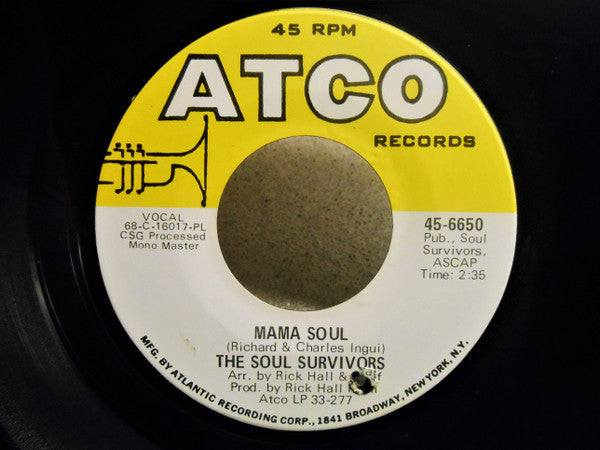 45 RPM
ATCO
RECORDS
VOCAL
68-C-16017-PL
CSG Processed
Mono Master
45-6650
Pub., Soul
Survivors,
ASCAP
Time: 2:35
MAMA SOUL
(Richard & Charles Ingui)
THE SOUL SURVIVORS
Arr. by Rick Hall &
Prod. by Rick Hall
Atco LP 33-277
MFG. BY ATLANTIC RECORDING CORP., 1841 BROADWAY, NEW YORK, N.Y.